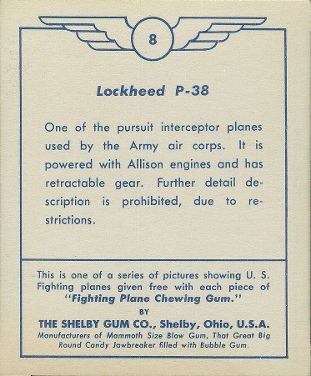 8
Lockheed P-38
One of the pursuit interceptor planes
used by the Army air corps. It is
powered with Allison engines and has
retractable gear. Further detail de-
scription is prohibited, due to re-
strictions.
This is one of a series of pictures showing U. S.
Fighting planes given free with each piece of
"Fighting Plane Chewing Gum."
BY
THE SHELBY GUM CO., Shelby, Ohio, U.S.A.
Manufacturers of Mammoth Size Blow Gum, That Great Big
Round Candy Jawbreaker filled with Bubble Gum.